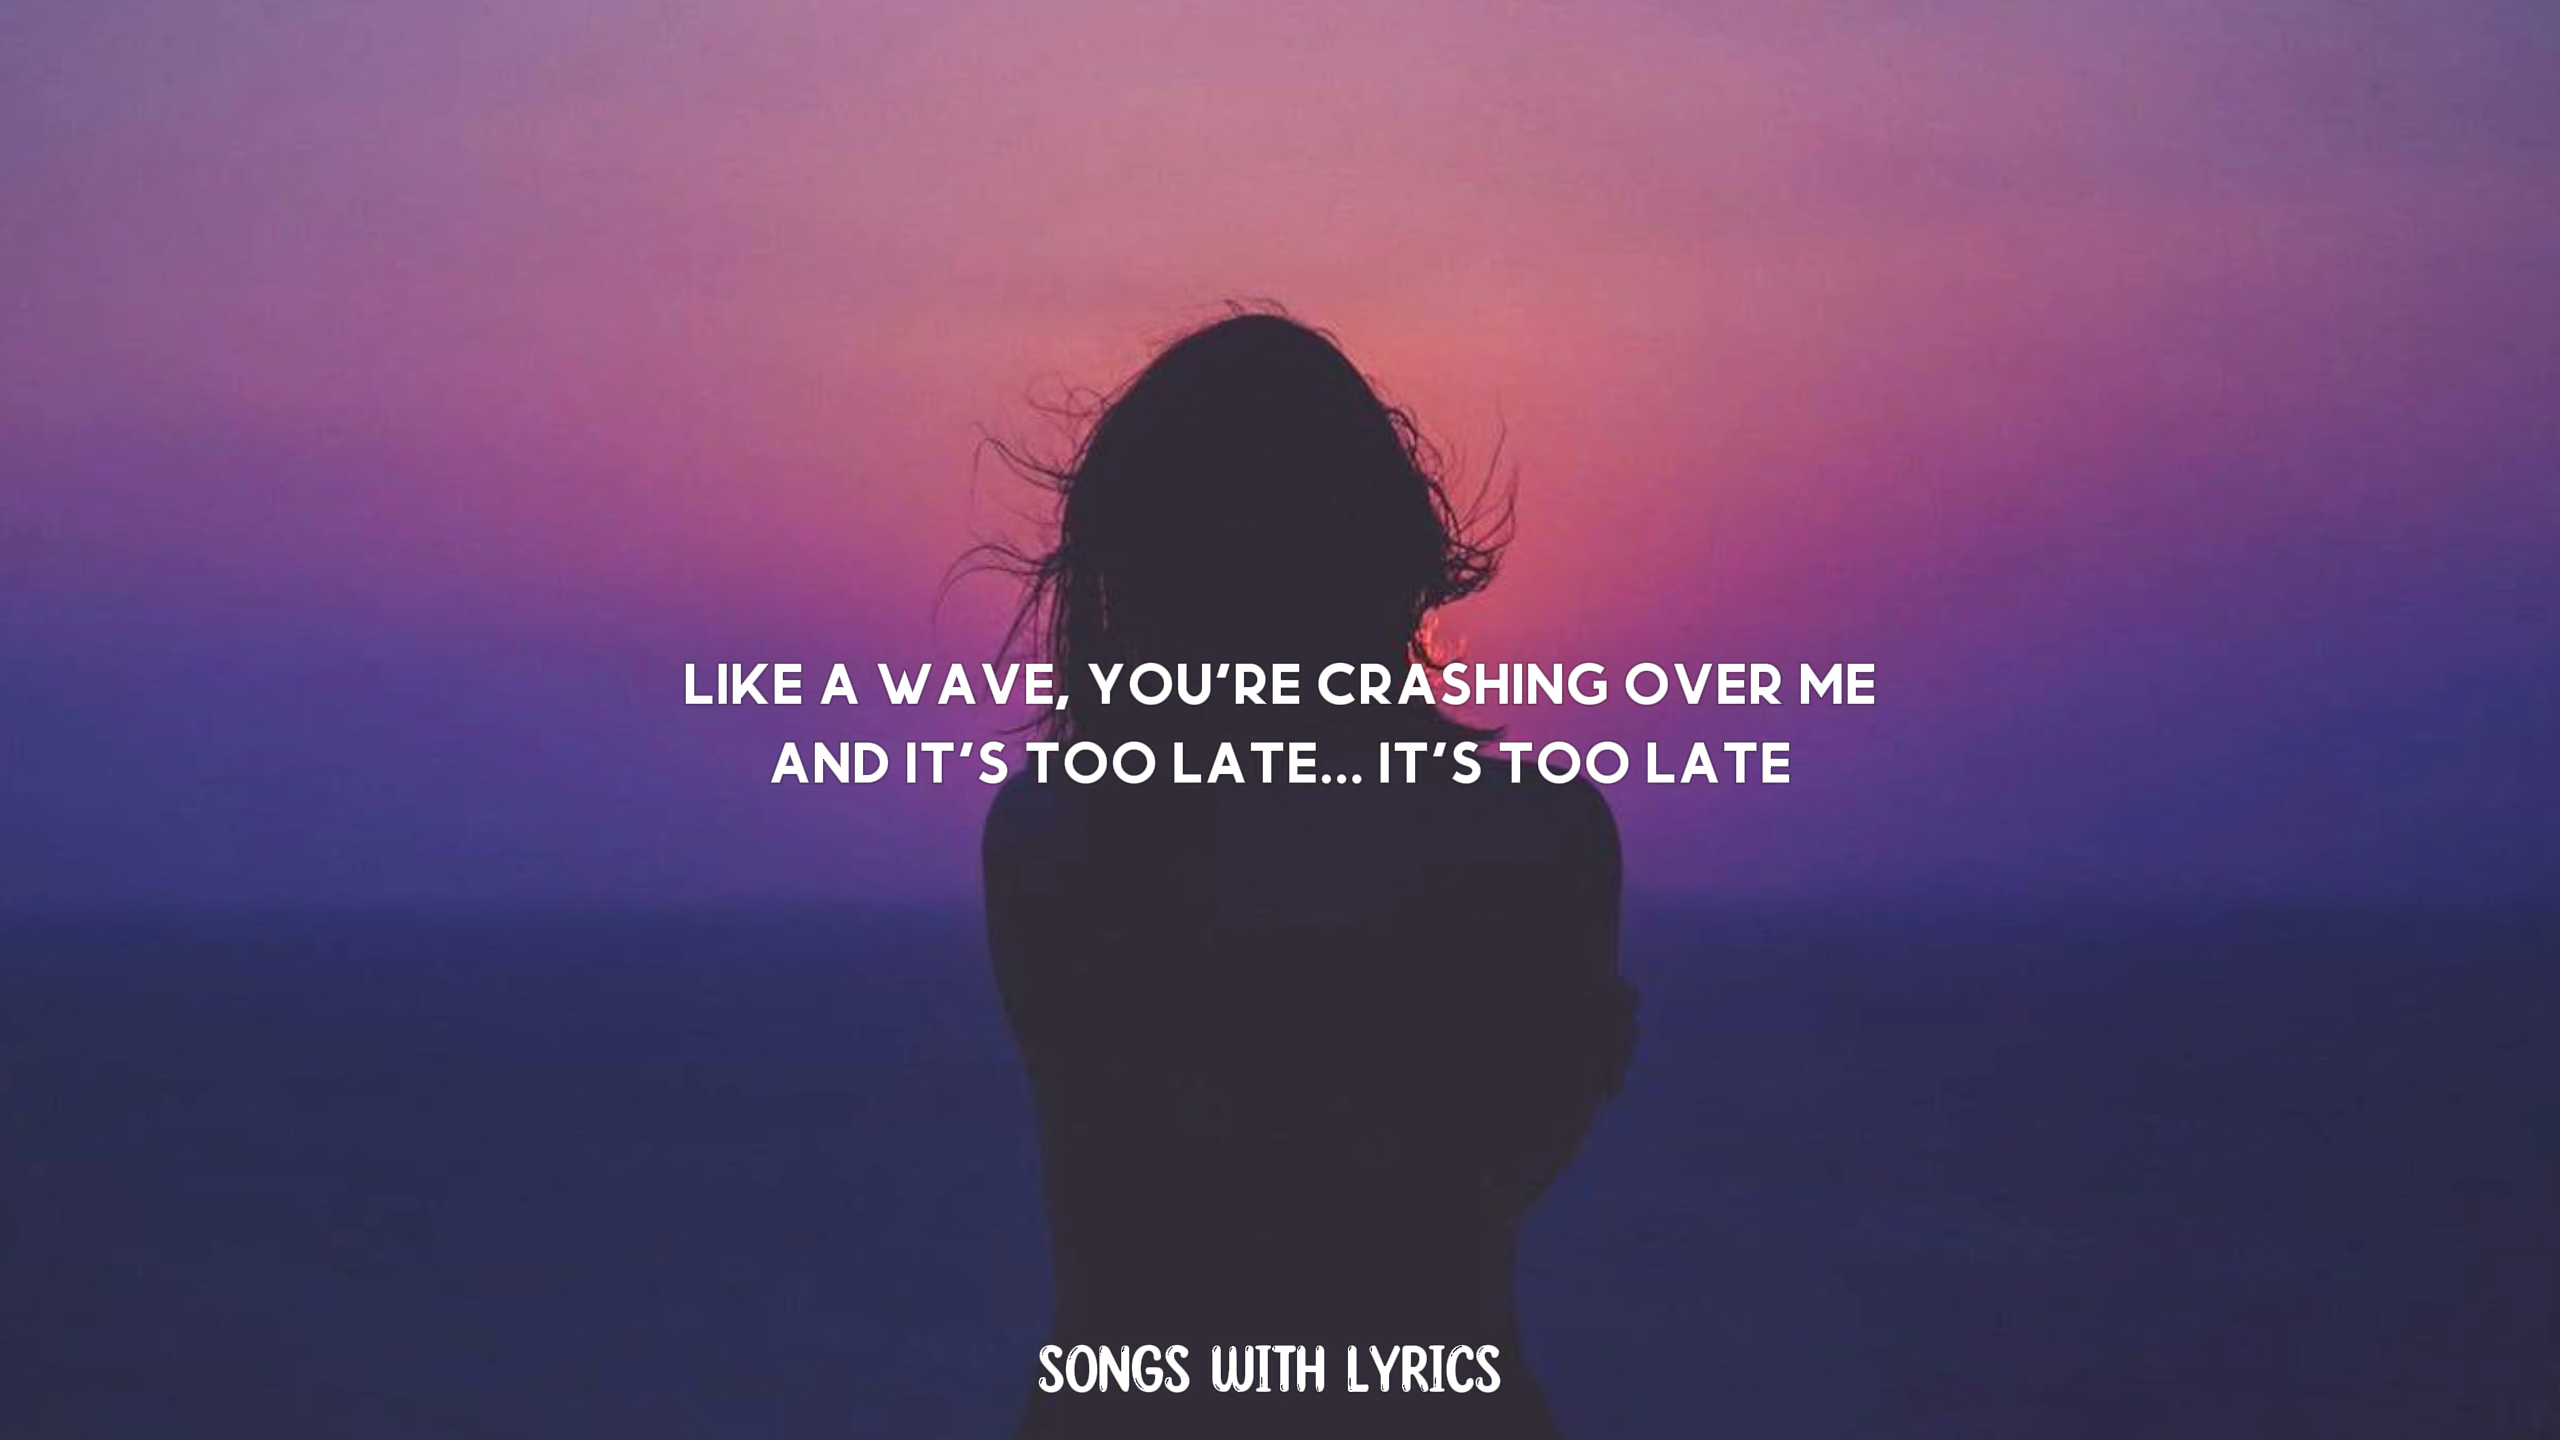 LIKE A WAVE, YOU'RE CRASHING OVER ME
AND IT'S TOO LATE... IT'S TOO LATE
SONGS WITH LYRICS